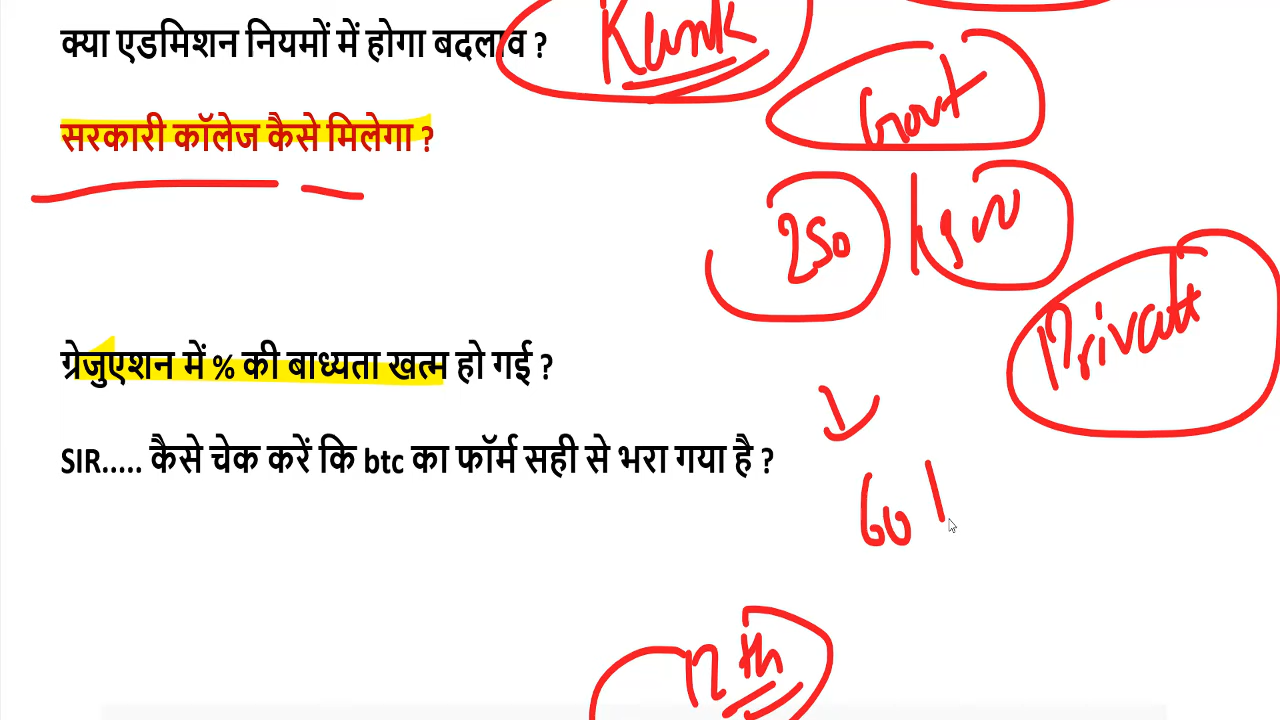 क्या एडमिशन नियमों में होगा बदलाव ?
Rank
Govt
सरकारी कॉलेज कैसे मिलेगा ?
250
Private
ग्रेजुएशन में % की बाध्यता खत्म हो गई ?
SIR..... कैसे चेक करें कि btc का फॉर्म सही से भरा गया है ?
60
12th